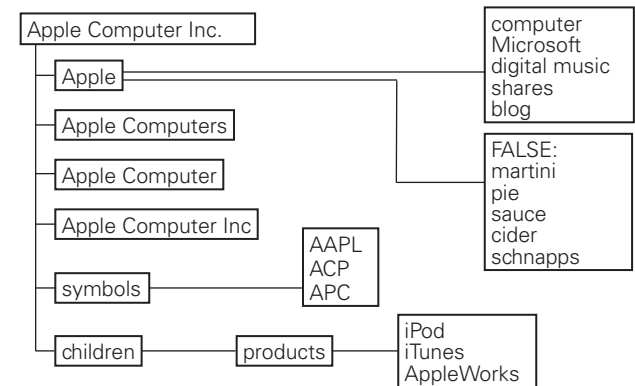 Apple Computer Inc.
Apple
Apple Computers
Apple Computer
Apple Computer Inc
symbols
children
products
computer
Microsoft
digital music
shares
blog
FALSE:
martini
pie
sauce
cider
schnapps
AAPL
ACP
APC
iPod
iTunes
AppleWorks